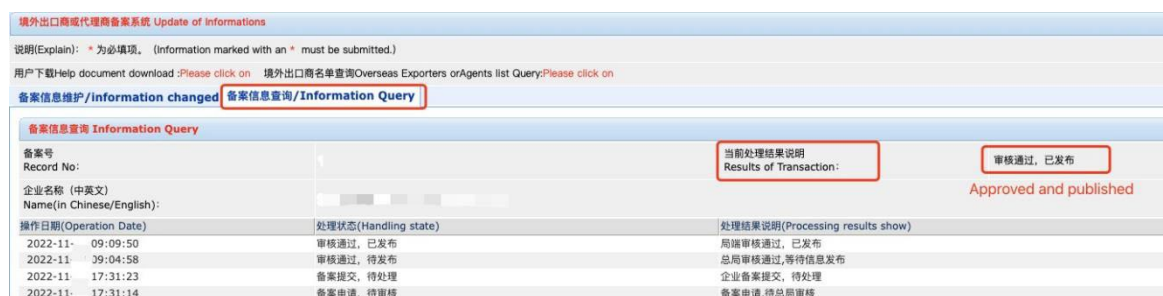 境外出口商或代理商备案系统 Update of informations
说明(Explain)： * 为必填项。 (Information marked with an * must be submitted.)
用户下载Help document download :Please click on 境外出口商名单查询Overseas Exporters orAgents list Query:Please click on
备案信息维护/information changed 备案信息查询/Information Query
备案信息查询 Information Query
备案号
Record No:
当前处理结果说明
Results of Transaction:
审核通过，已发布
Approved and published
企业名称（中英文）
Name(in Chinese/English):
操作日期(Operation Date) 处理状态(Handling state) 处理结果说明(Processing results show)
2022-11- 09:09:50 审核通过，已发布 局端审核通过，已发布
2022-11- 09:04:58 审核通过，待发布 总局审核通过,等待信息发布
2022-11- 17:31:23 备案提交，待处理 企业备案提交，待处理
2022-11- 17:31:14 备案申请，待审核 备案申请,待总局审核